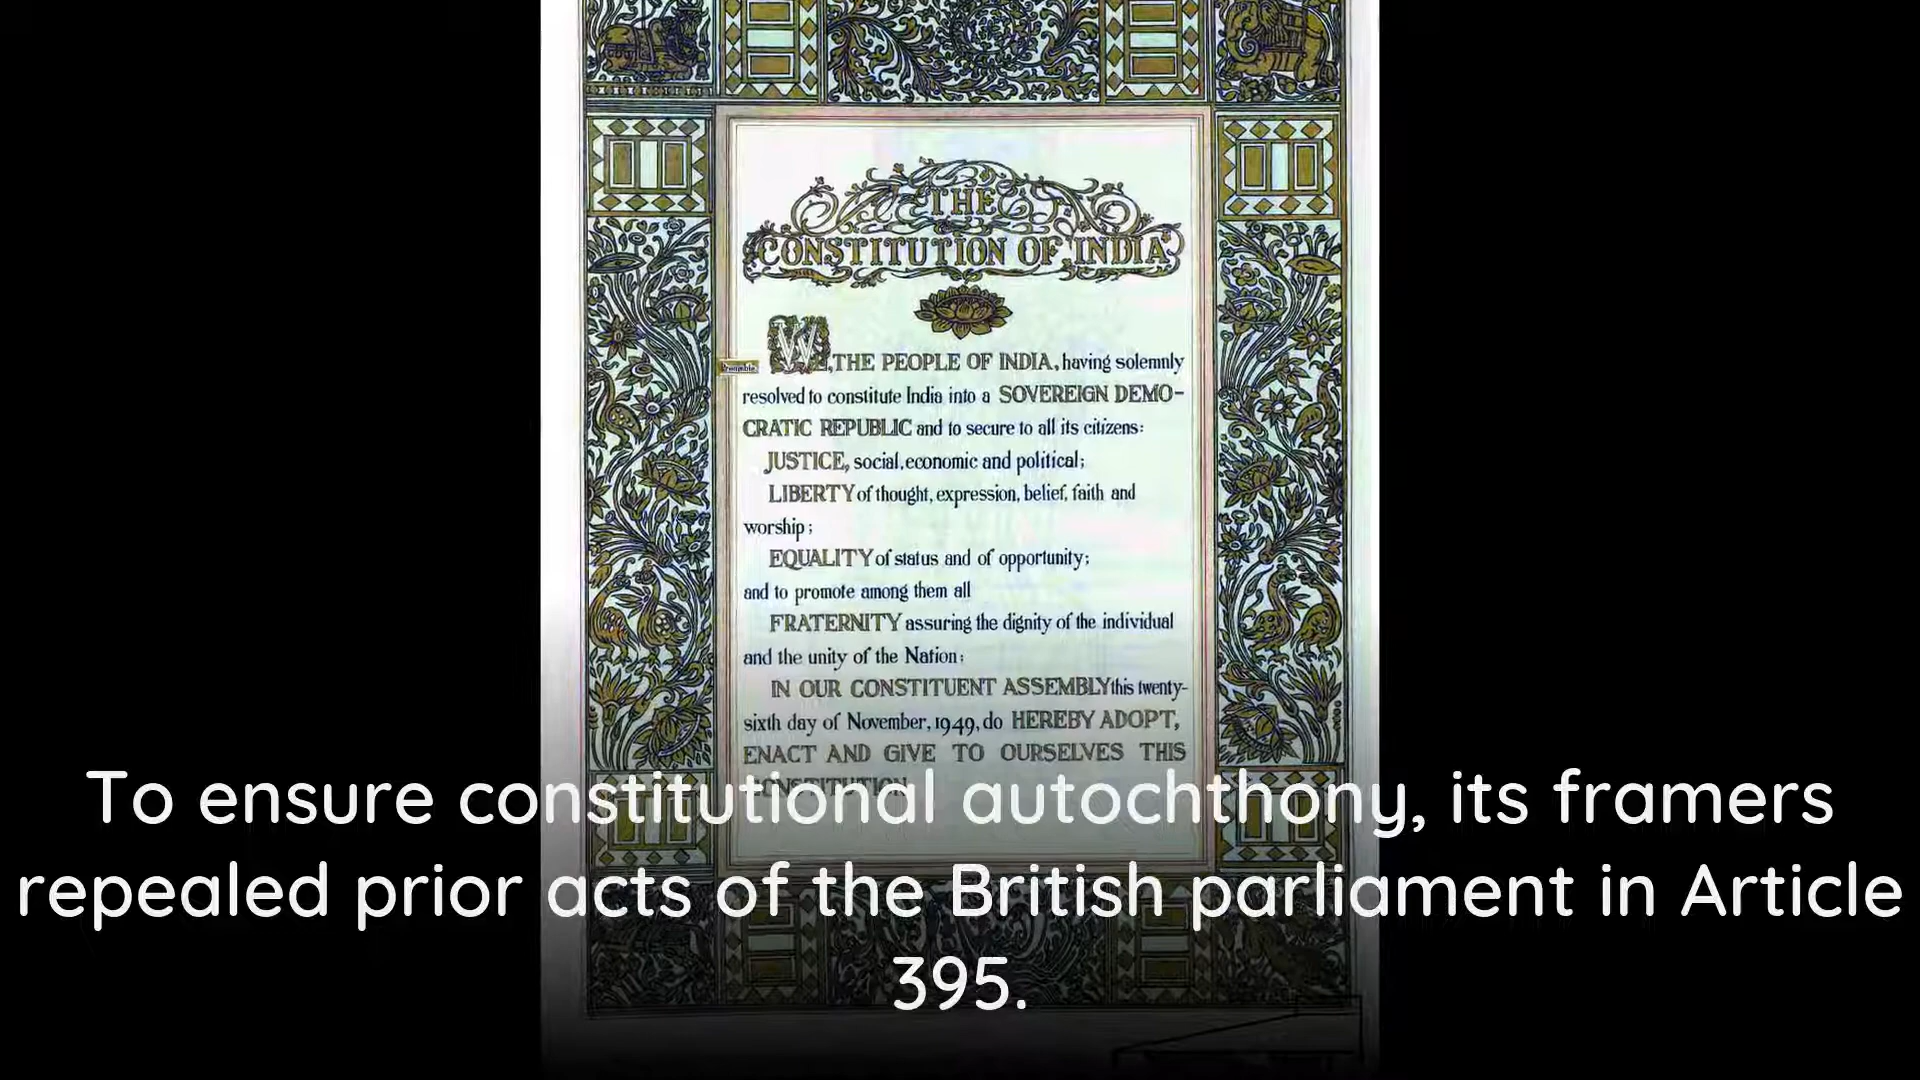 THE
CONSTITUTION OF INDIA
WE, THE PEOPLE OF INDIA, having solemnly
resolved to constitute India into a SOVEREIGN DEMO-
CRATIC REPUBLIC and to secure to all its citizens:
JUSTICE, social, economic and political;
LIBERTY of thought, expression, belief, faith and
worship;
EQUALITY of status and of opportunity;
and to promote among them all
FRATERNITY assuring the dignity of the individual
and the unity of the Nation;
IN OUR CONSTITUENT ASSEMBLY this twenty-
sixth day of November, 1949, do HEREBY ADOPT,
ENACT AND GIVE TO OURSELVES THIS
CONSTITUTION
To ensure constitutional autochthony, its framers
repealed prior acts of the British parliament in Article
395.